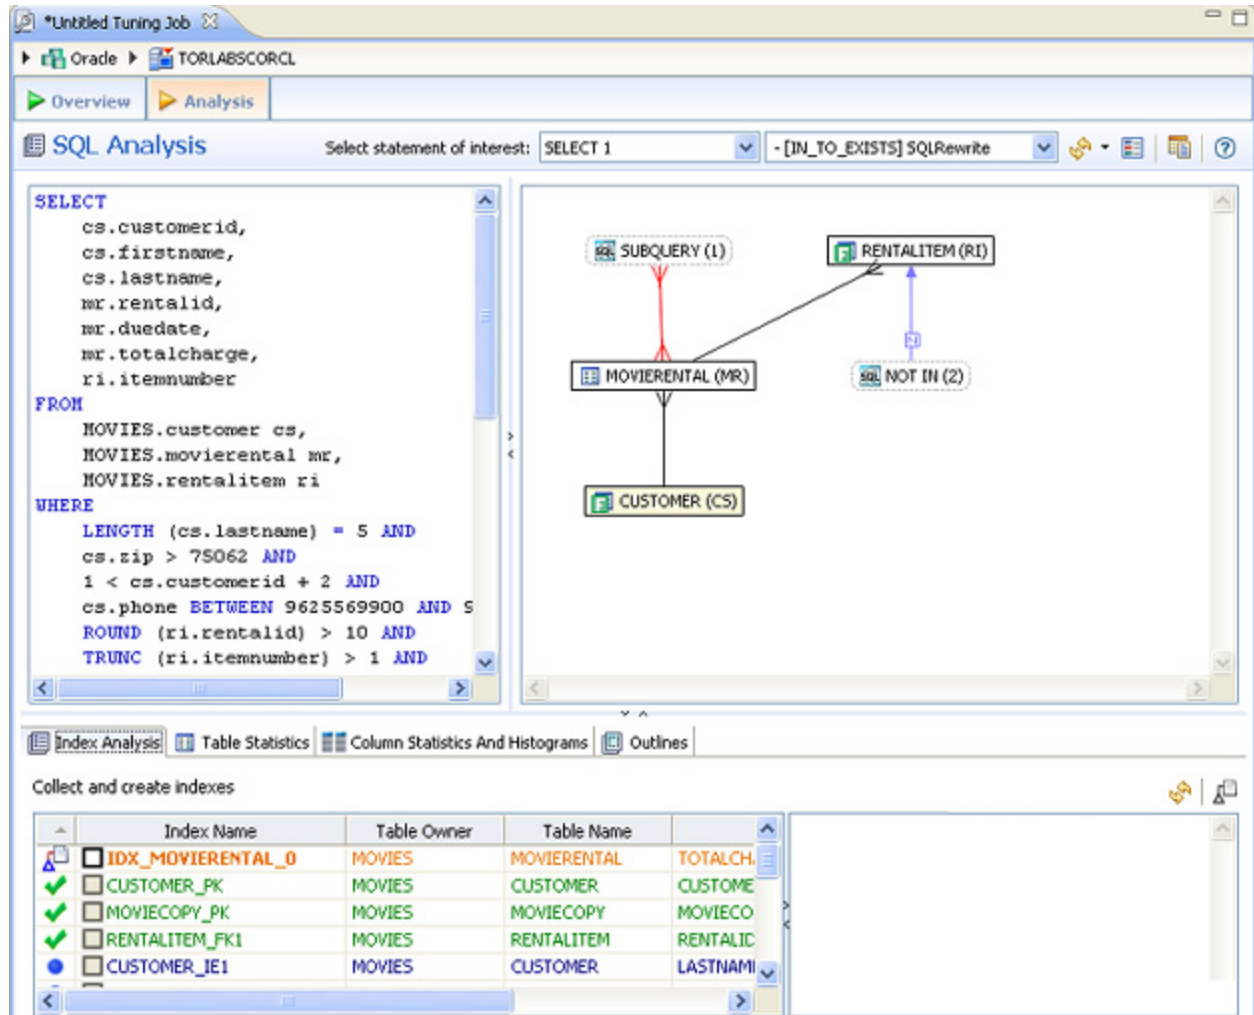 *Untitled Tuning Job
Oracle TORLABSCORCL
Overview Analysis
SQL Analysis Select statement of interest: SELECT 1 - [IN_TO_EXISTS] SQLRewrite
SELECT
cs.customerid,
cs.firstname,
cs.lastname,
mr.rentalid,
mr.duedate,
mr.totalcharge,
ri.itemnumber
FROM
MOVIES.customer cs,
MOVIES.movierental mr,
MOVIES.rentalitem ri
WHERE
LENGTH (cs.lastname) = 5 AND
cs.zip > 75062 AND
1 < cs.customerid + 2 AND
cs.phone BETWEEN 9625569900 AND 9
ROUND (ri.rentalid) > 10 AND
TRUNC (ri.itemnumber) > 1 AND
SUBQUERY (1) RENTALITEM (RI)
N
MOVIERENTAL (MR) NOT IN (2)
CUSTOMER (CS)
Index Analysis Table Statistics Column Statistics And Histograms Outlines
Collect and create indexes
Index Name Table Owner Table Name
IDX_MOVIERENTAL_0 MOVIES MOVIERENTAL TOTALCH
CUSTOMER_PK MOVIES CUSTOMER CUSTOME
MOVIECOPY_PK MOVIES MOVIECOPY MOVIECO
RENTALITEM_FK1 MOVIES RENTALITEM RENTALID
CUSTOMER_IE1 MOVIES CUSTOMER LASTNAM